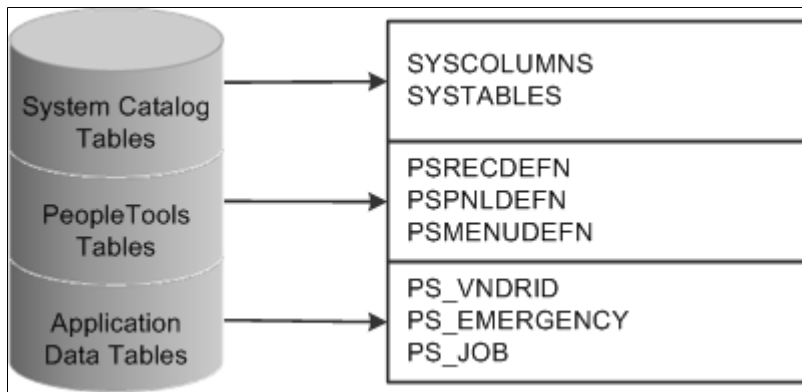 System Catalog
Tables
SYSCOLUMNS
SYSTABLES
PeopleTools
Tables
PSRECDEFN
PSPNLDEFN
PSMENUDEFN
Application
Data Tables
PS_VNDRID
PS_EMERGENCY
PS_JOB